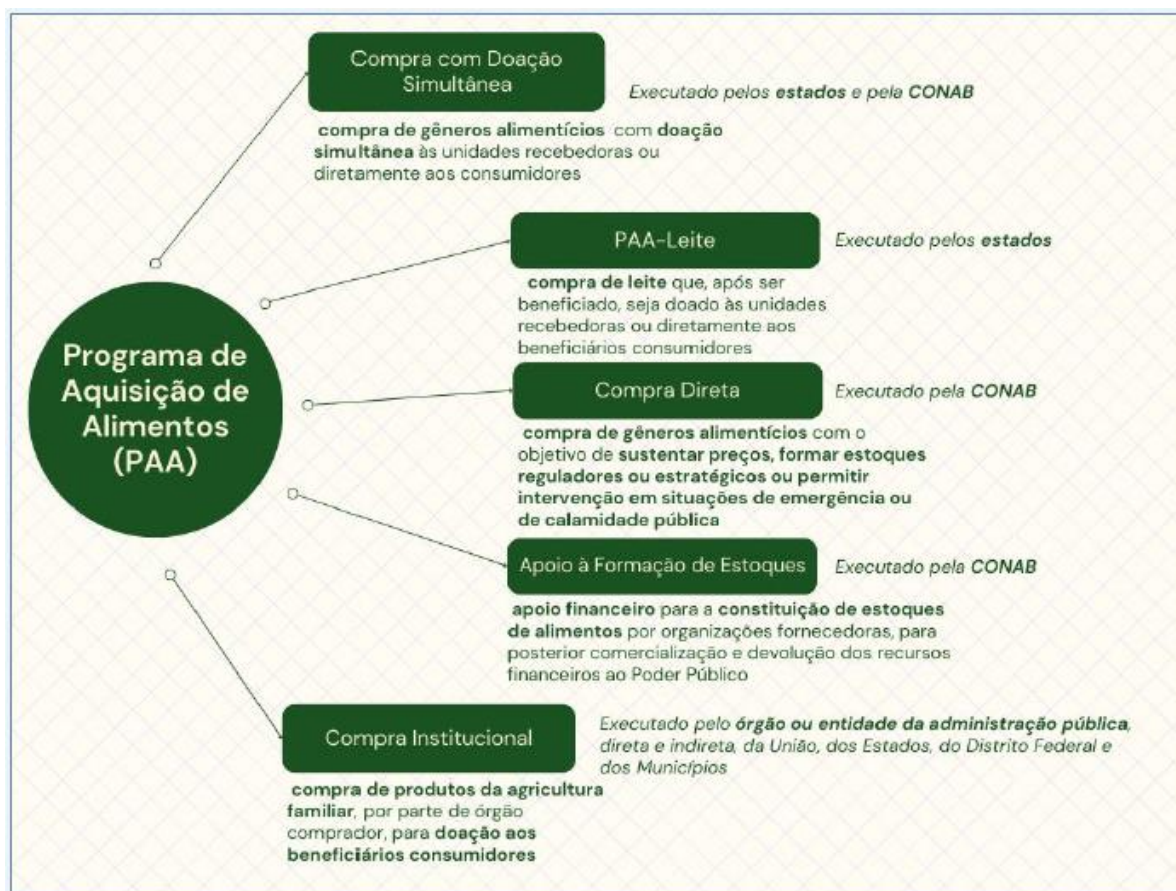 Compra com Doação
Simultânea
Executado pelos estados e pela CONAB
compra de gêneros alimentícios com doação
simultânea às unidades recebedoras ou
diretamente aos consumidores
PAA-Leite
Executado pelos estados
compra de leite que, após ser
beneficiado, seja doado às unidades
recebedoras ou diretamente aos
beneficiários consumidores
Programa de
Aquisição de
Alimentos
(PAA)
Compra Direta
Executado pela CONAB
compra de gêneros alimentícios com o
objetivo de sustentar preços, formar estoques
reguladores ou estratégicos ou permitir
intervenção em situações de emergência ou
de calamidade pública
Apoio à Formação de Estoques
Executado pela CONAB
apoio financeiro para a constituição de estoques
de alimentos por organizações fornecedoras, para
posterior comercialização e devolução dos recursos
financeiros ao Poder Público
Compra Institucional
Executado pelo órgão ou entidade da administração pública,
direta e indireta, da União, dos Estados, do Distrito Federal e
dos Municípios
compra de produtos da agricultura
familiar, por parte de órgão
comprador, para doação aos
beneficiários consumidores